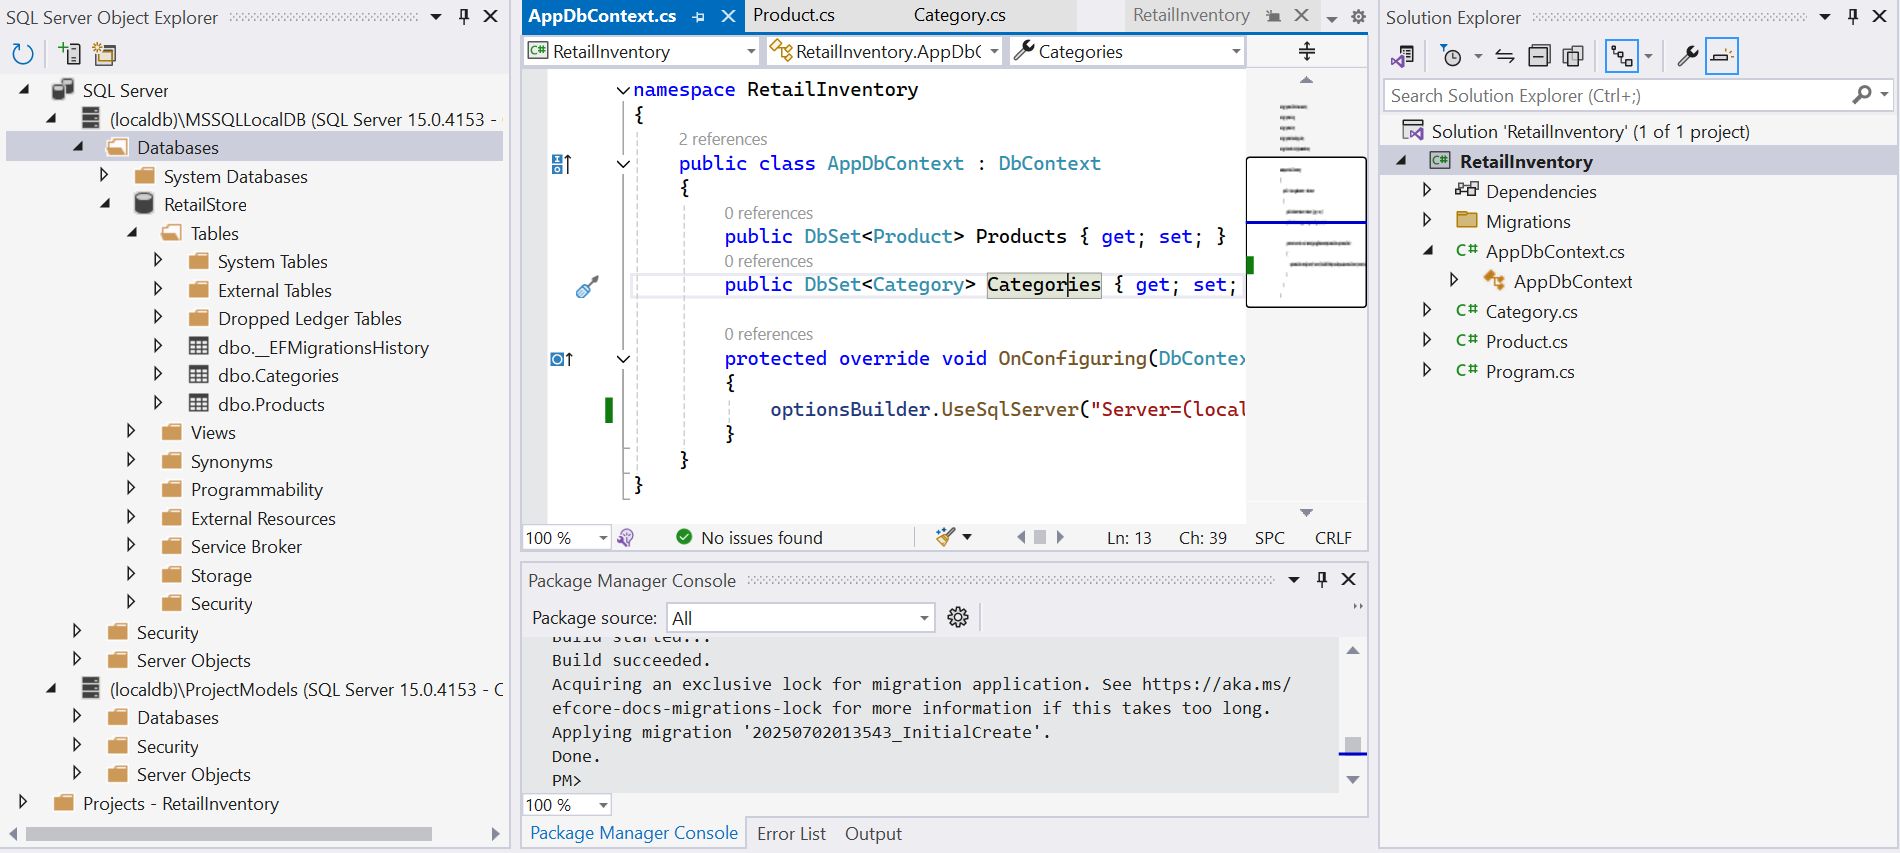 SQL Server Object Explorer
SQL Server
(localdb)\MSSQLLocalDB (SQL Server 15.0.4153 -
Databases
System Databases
RetailStore
Tables
System Tables
External Tables
Dropped Ledger Tables
dbo.__EFMigrationsHistory
dbo.Categories
dbo.Products
Views
Synonyms
Programmability
External Resources
Service Broker
Storage
Security
Security
Server Objects
(localdb)\ProjectModels (SQL Server 15.0.4153 - C
Databases
Security
Server Objects
Projects - RetailInventory
AppDbContext.cs Product.cs Category.cs RetailInventory
RetailInventory RetailInventory.AppDbC Categories
namespace RetailInventory
{
2 references
public class AppDbContext : DbContext
{
0 references
public DbSet<Product> Products { get; set; }
0 references
public DbSet<Category> Categories { get; set;
0 references
protected override void OnConfiguring(DbContex
{
optionsBuilder.UseSqlServer("Server=(local
}
}
}
100 % No issues found Ln: 13 Ch: 39 SPC CRLF
Package Manager Console
Package source: All
Build started...
Build succeeded.
Acquiring an exclusive lock for migration application. See https://aka.ms/
efcore-docs-migrations-lock for more information if this takes too long.
Applying migration '20250702013543_InitialCreate'.
Done.
PM>
100 %
Package Manager Console Error List Output
Solution Explorer
Search Solution Explorer (Ctrl+;)
Solution 'RetailInventory' (1 of 1 project)
C# RetailInventory
Dependencies
Migrations
C# AppDbContext.cs
AppDbContext
C# Category.cs
C# Product.cs
C# Program.cs